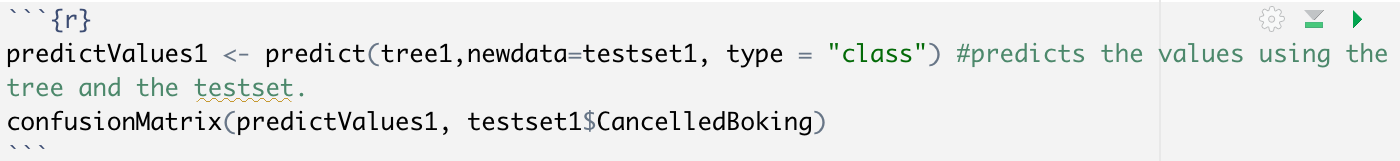 ```{r}
predictValues1 <- predict(tree1,newdata=testset1, type = "class") #predicts the values using the
tree and the testset.
confusionMatrix(predictValues1, testset1$CancelledBoking)
```